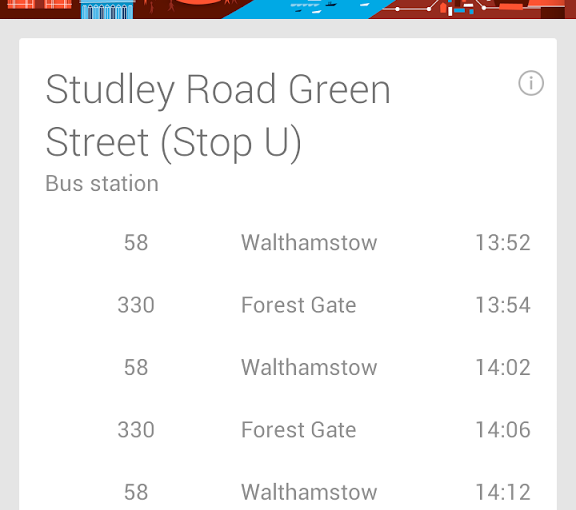 Studley Road Green
Street (Stop U)
Bus station
58 Walthamstow 13:52
330 Forest Gate 13:54
58 Walthamstow 14:02
330 Forest Gate 14:06
58 Walthamstow 14:12